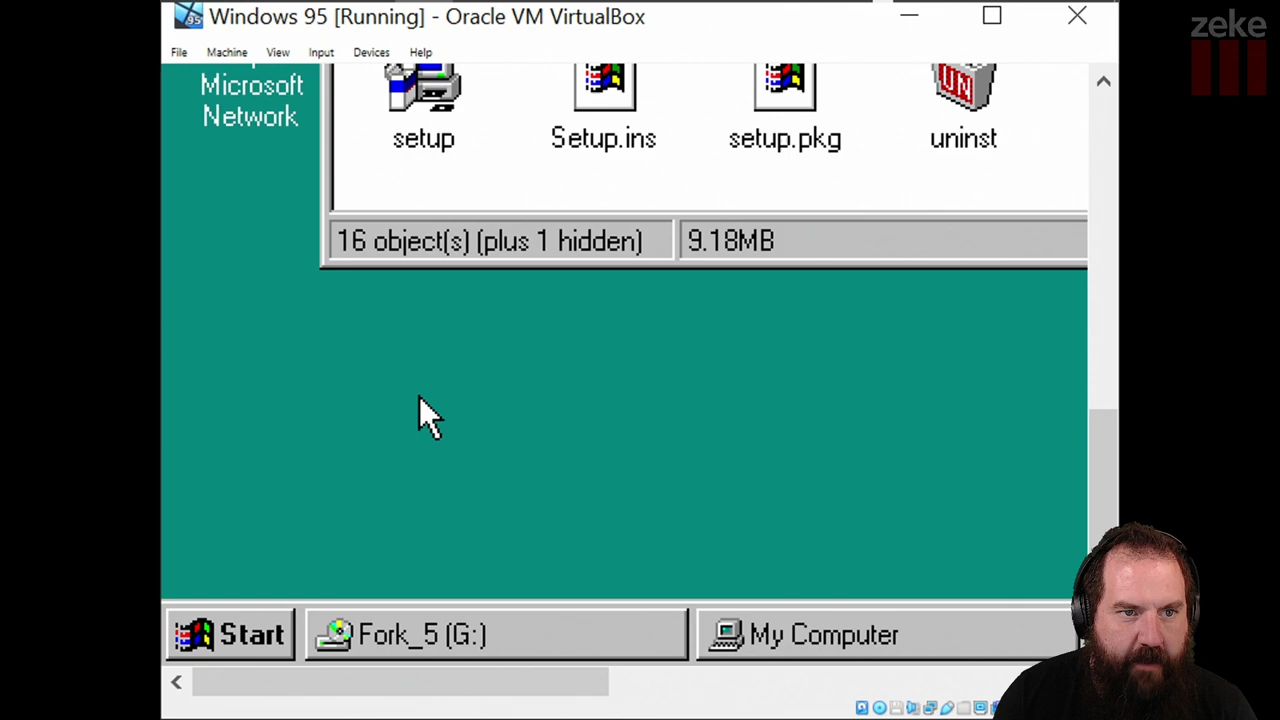 Windows 95 [Running] - Oracle VM VirtualBox
zeke
File Machine View Input Devices Help
Microsoft
Network
setup Setup.ins setup.pkg uninst
UN
16 object(s) (plus 1 hidden) 9.18MB
Start Fork_5 (G:) My Computer